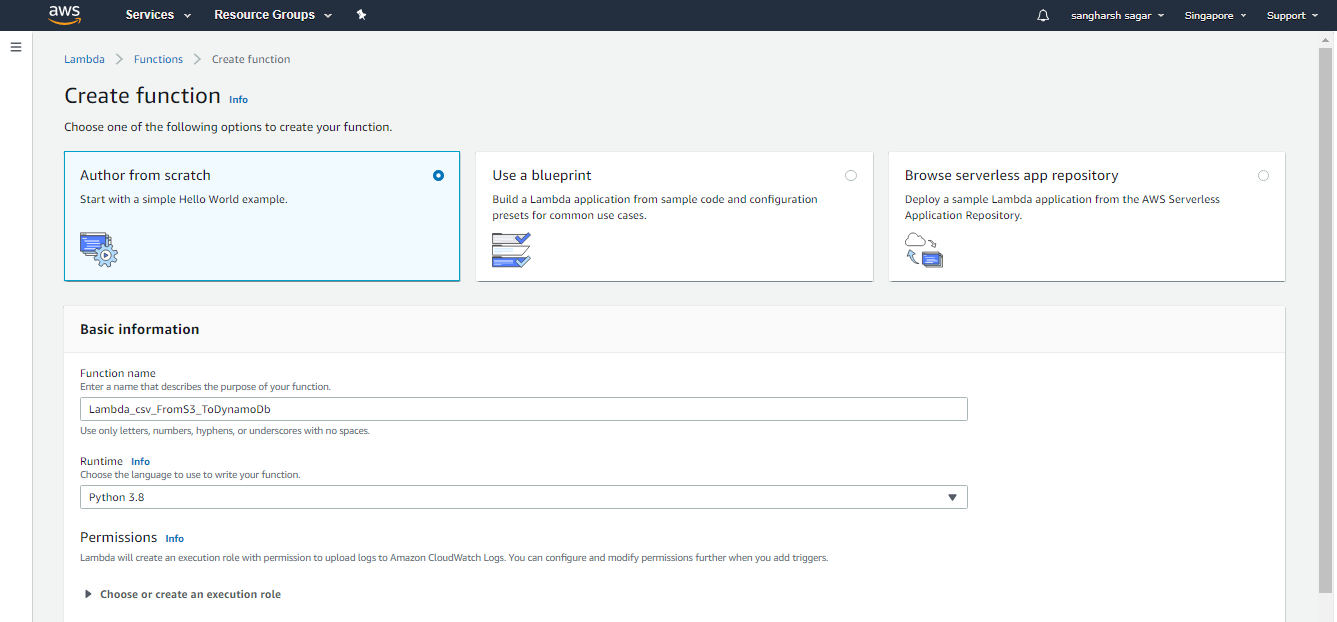 aws Services Resource Groups sangharsh sagar Singapore Support
Lambda Functions Create function
Create function Info
Choose one of the following options to create your function.
Author from scratch
Start with a simple Hello World example.
Use a blueprint
Build a Lambda application from sample code and configuration
presets for common use cases.
Browse serverless app repository
Deploy a sample Lambda application from the AWS Serverless
Application Repository.
Basic information
Function name
Enter a name that describes the purpose of your function.
Lambda_csv_FromS3_ToDynamoDb
Use only letters, numbers, hyphens, or underscores with no spaces.
Runtime Info
Choose the language to use to write your function.
Python 3.8
Permissions Info
Lambda will create an execution role with permission to upload logs to Amazon CloudWatch Logs. You can configure and modify permissions further when you add triggers.
Choose or create an execution role